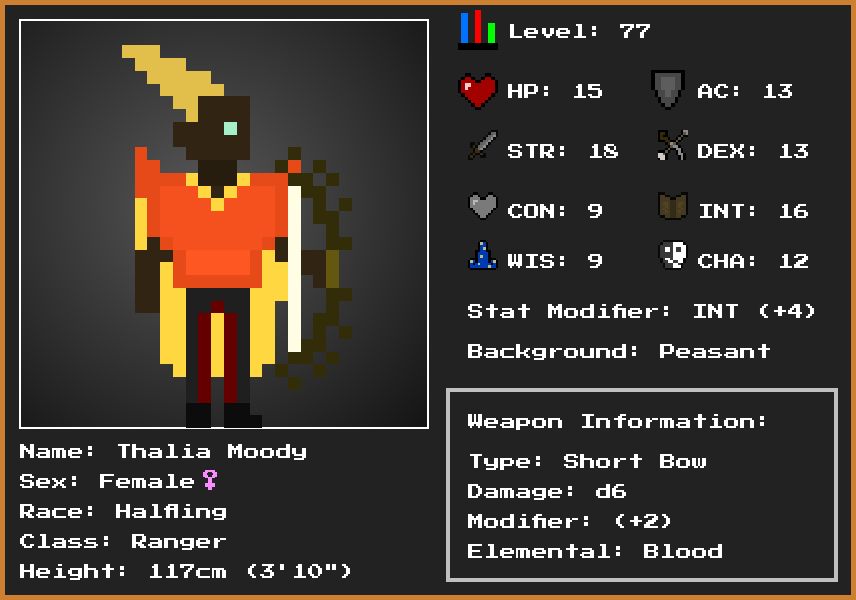 Level: 77
HP: 15
AC: 13
STR: 18
DEX: 13
CON: 9
INT: 16
WIS: 9
CHA: 12
Stat Modifier: INT (+4)
Background: Peasant
Weapon Information:
Type: Short Bow
Damage: d6
Modifier: (+2)
Elemental: Blood
Name: Thalia Moody
Sex: Female♀
Race: Halfling
Class: Ranger
Height: 117cm (3'10")